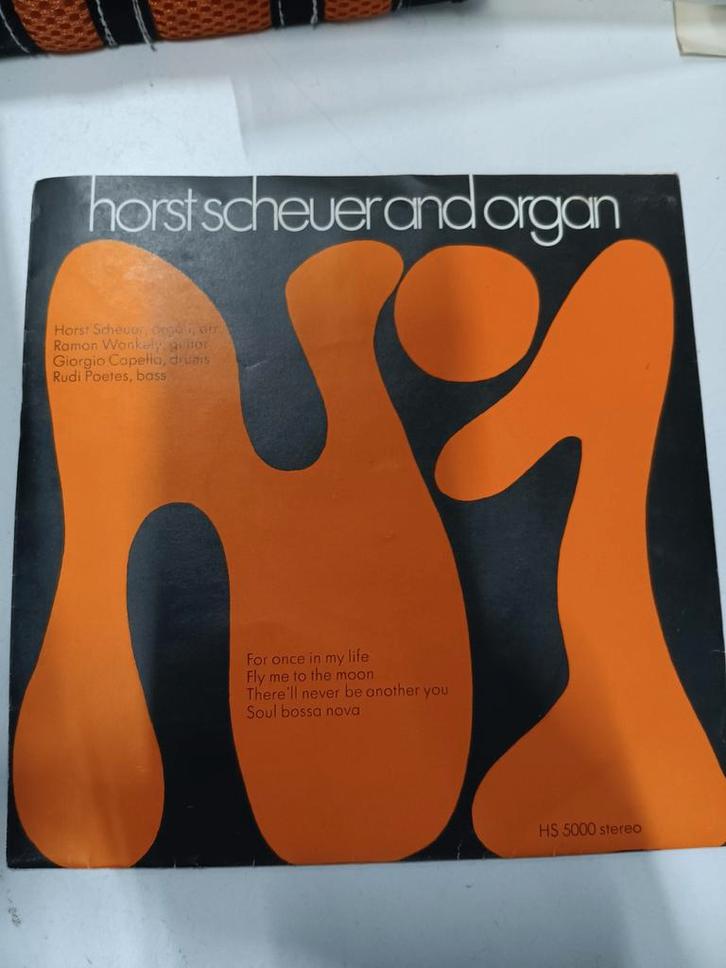 horst scheuer and organ
N°1
Horst Scheuer, organ, arr.
Ramon Wankely, guitar
Giorgio Capella, drums
Rudi Poetes, bass
For once in my life
Fly me to the moon
There'll never be another you
Soul bossa nova
HS 5000 stereo